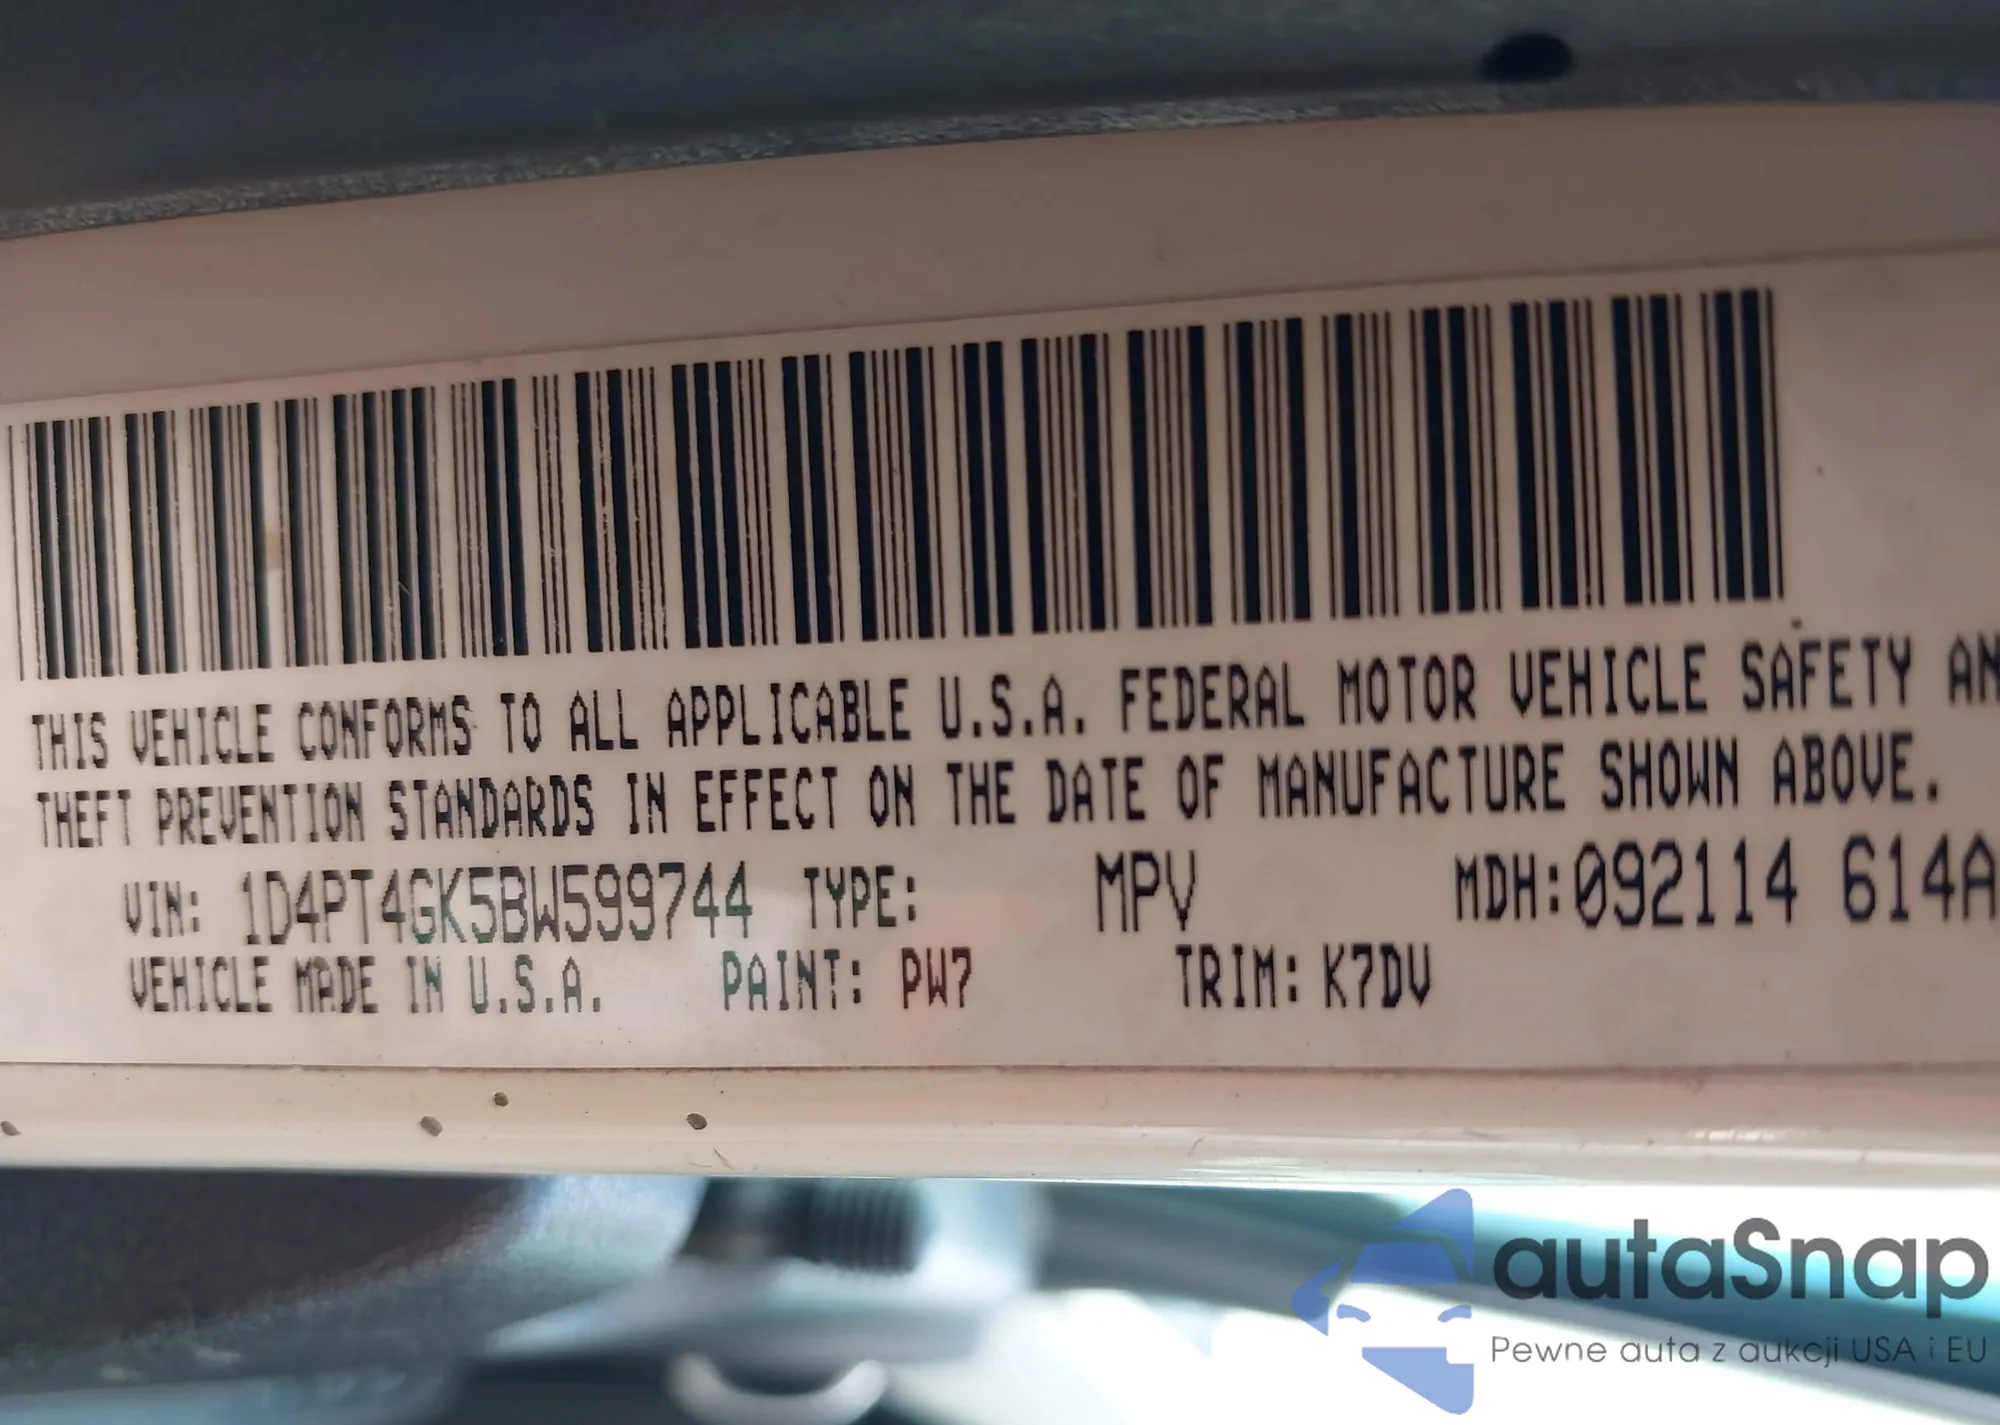 THIS VEHICLE CONFORMS TO ALL APPLICABLE U.S.A. FEDERAL MOTOR VEHICLE SAFETY AN
THEFT PREVENTION STANDARDS IN EFFECT ON THE DATE OF MANUFACTURE SHOWN ABOVE.
VIN: 1D4PT4GK5BW599744 TYPE: MPV MDH:092114 614A
VEHICLE MADE IN U.S.A. PAINT: PW7 TRIM: K7DV
autaSnap
Pewne auta z aukcji USA i EU